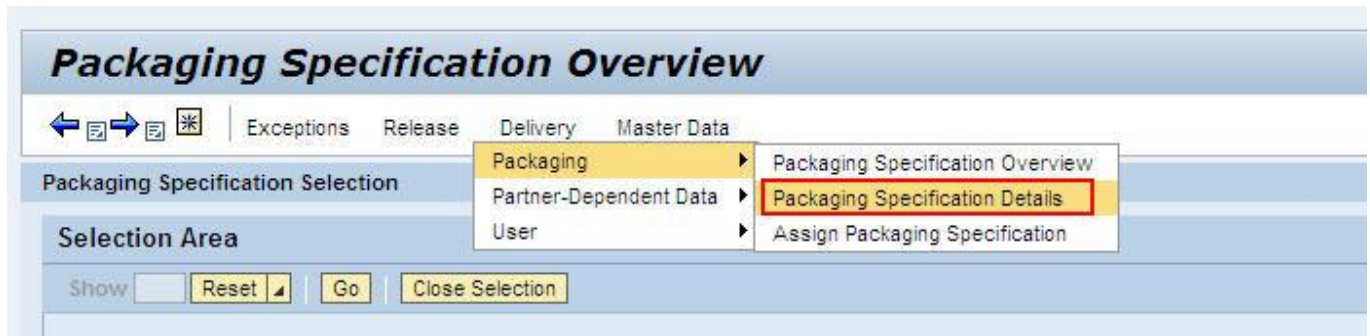 Packaging Specification Overview
Exceptions Release Delivery Master Data
Packaging Packaging Specification Overview
Packaging Specification Selection
Partner-Dependent Data Packaging Specification Details
User Assign Packaging Specification
Selection Area
Show Reset Go Close Selection